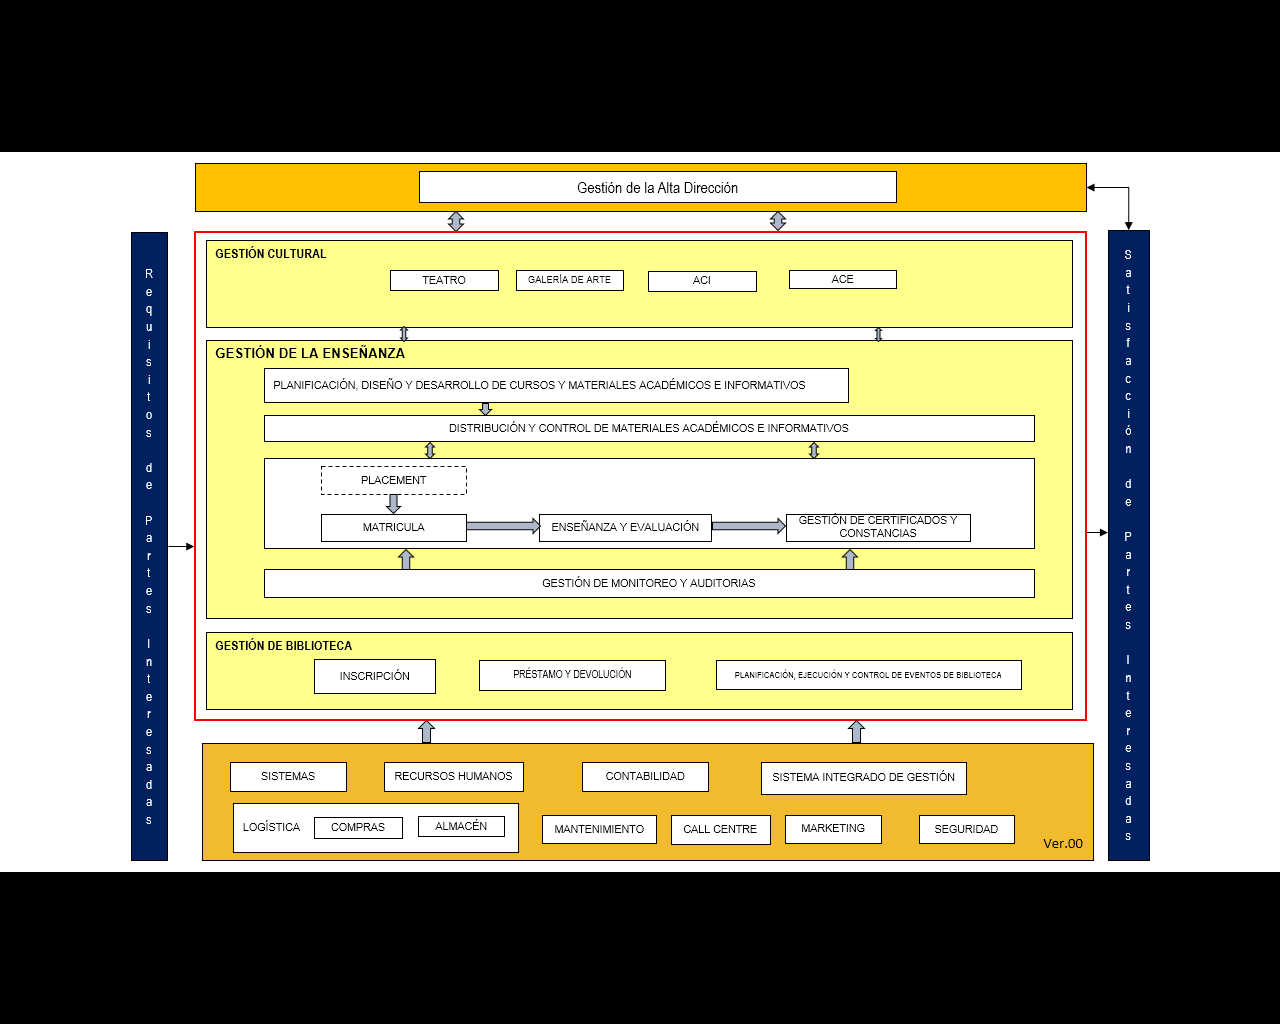 Gestión de la Alta Dirección
Requisitos de Partes Interesadas
GESTIÓN CULTURAL
TEATRO
GALERÍA DE ARTE
ACI
ACE
GESTIÓN DE LA ENSEÑANZA
PLANIFICACIÓN, DISEÑO Y DESARROLLO DE CURSOS Y MATERIALES ACADÉMICOS E INFORMATIVOS
DISTRIBUCIÓN Y CONTROL DE MATERIALES ACADÉMICOS E INFORMATIVOS
PLACEMENT
MATRICULA
ENSEÑANZA Y EVALUACIÓN
GESTIÓN DE CERTIFICADOS Y
CONSTANCIAS
GESTIÓN DE MONITOREO Y AUDITORIAS
GESTIÓN DE BIBLIOTECA
INSCRIPCIÓN
PRÉSTAMO Y DEVOLUCIÓN
PLANIFICACIÓN, EJECUCIÓN Y CONTROL DE EVENTOS DE BIBLIOTECA
SISTEMAS
RECURSOS HUMANOS
CONTABILIDAD
SISTEMA INTEGRADO DE GESTIÓN
LOGÍSTICA
COMPRAS
ALMACÉN
MANTENIMIENTO
CALL CENTRE
MARKETING
SEGURIDAD
Ver.00
Satisfacción de Partes Interesadas